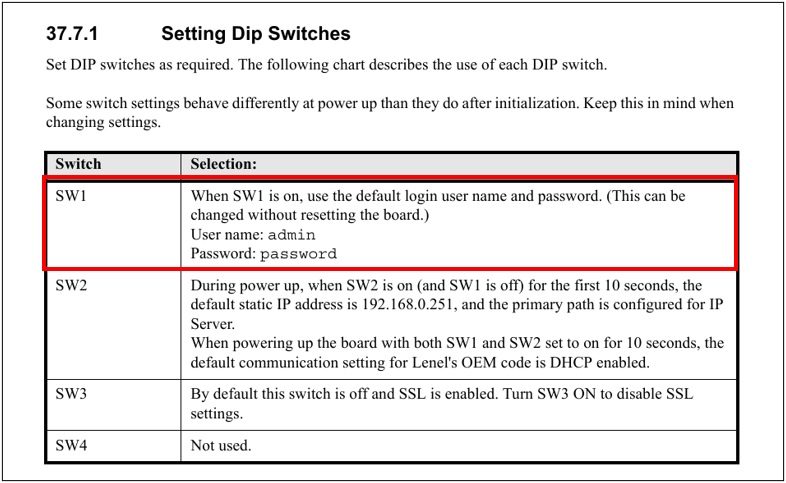 37.7.1 Setting Dip Switches
Set DIP switches as required. The following chart describes the use of each DIP switch.
Some switch settings behave differently at power up than they do after initialization. Keep this in mind when
changing settings.
Switch Selection:
SW1 When SW1 is on, use the default login user name and password. (This can be
changed without resetting the board.)
User name: admin
Password: password
SW2 During power up, when SW2 is on (and SW1 is off) for the first 10 seconds, the
default static IP address is 192.168.0.251, and the primary path is configured for IP
Server.
When powering up the board with both SW1 and SW2 set to on for 10 seconds, the
default communication setting for Lenel's OEM code is DHCP enabled.
SW3 By default this switch is off and SSL is enabled. Turn SW3 ON to disable SSL
settings.
SW4 Not used.